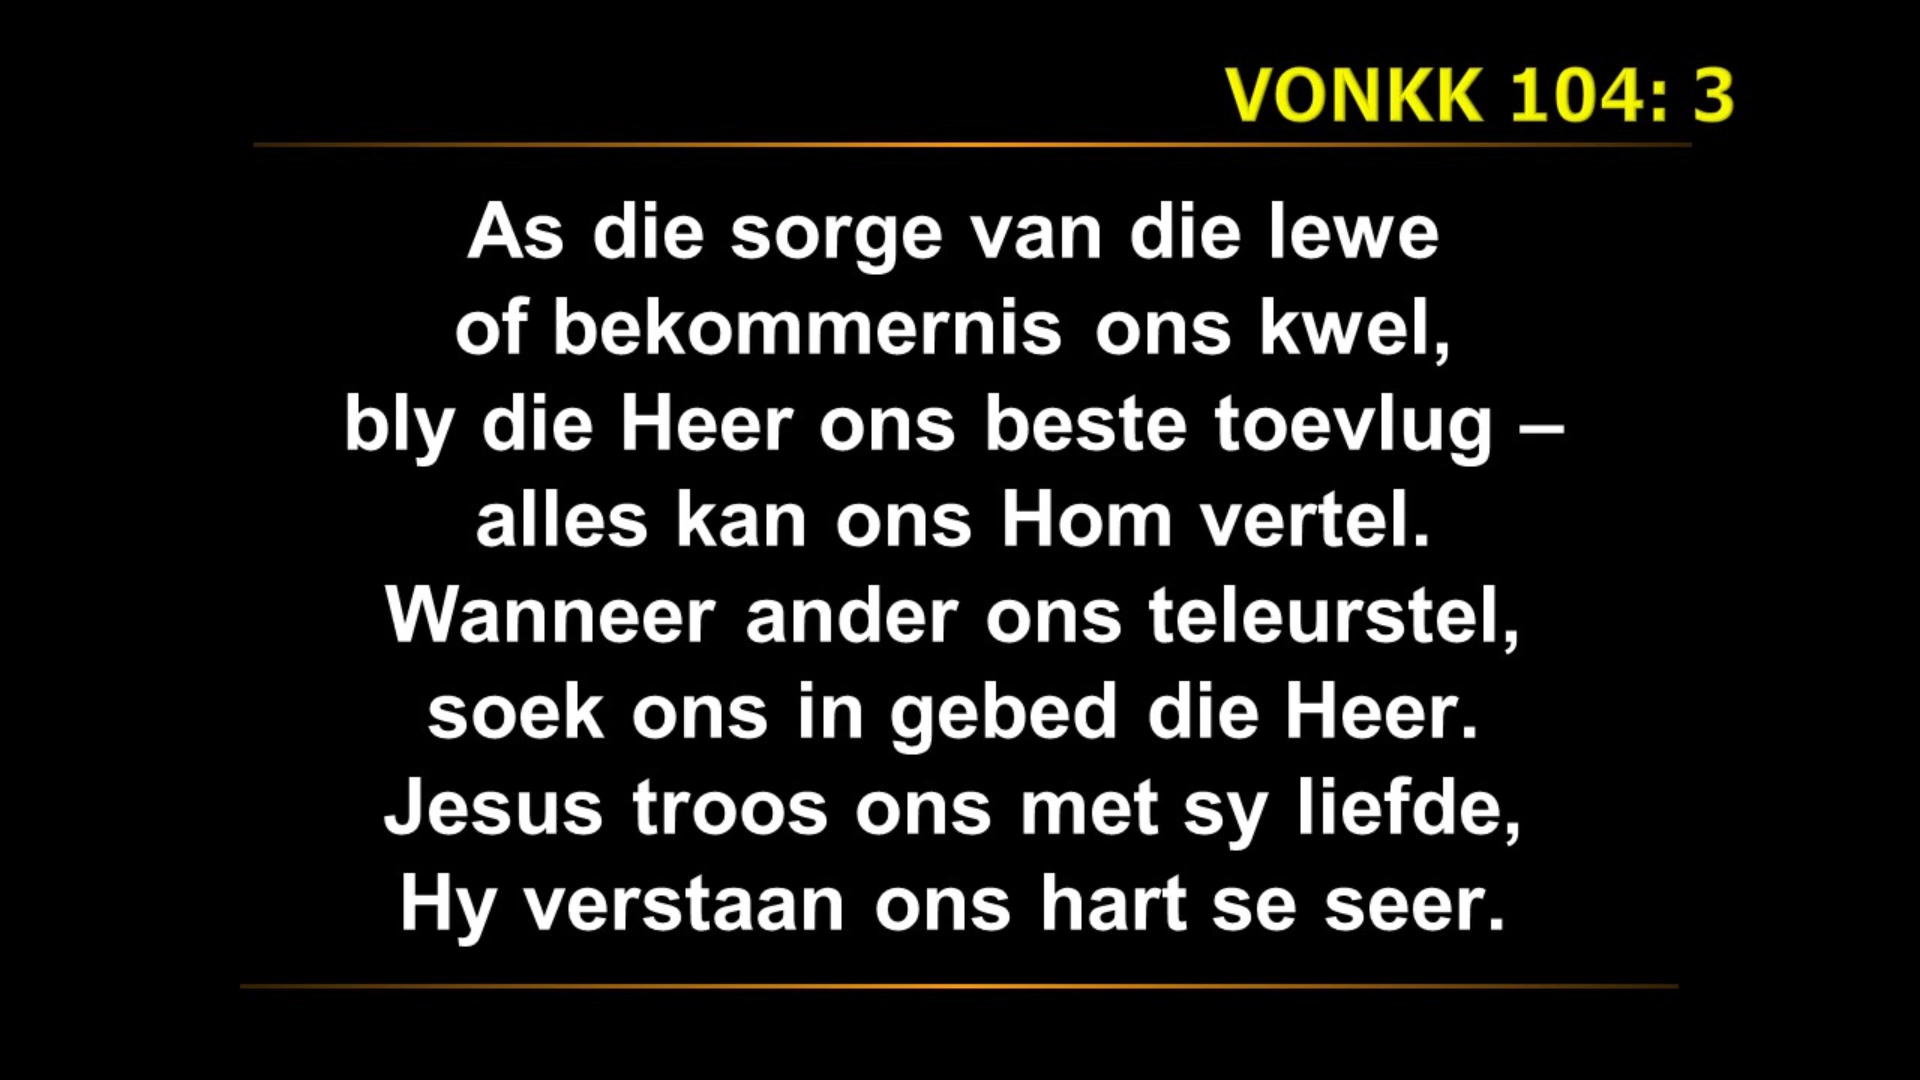 VONKK 104: 3
As die sorge van die lewe
of bekommernis ons kwel,
bly die Heer ons beste toevlug –
alles kan ons Hom vertel.
Wanneer ander ons teleurstel,
soek ons in gebed die Heer.
Jesus troos ons met sy liefde,
Hy verstaan ons hart se seer.